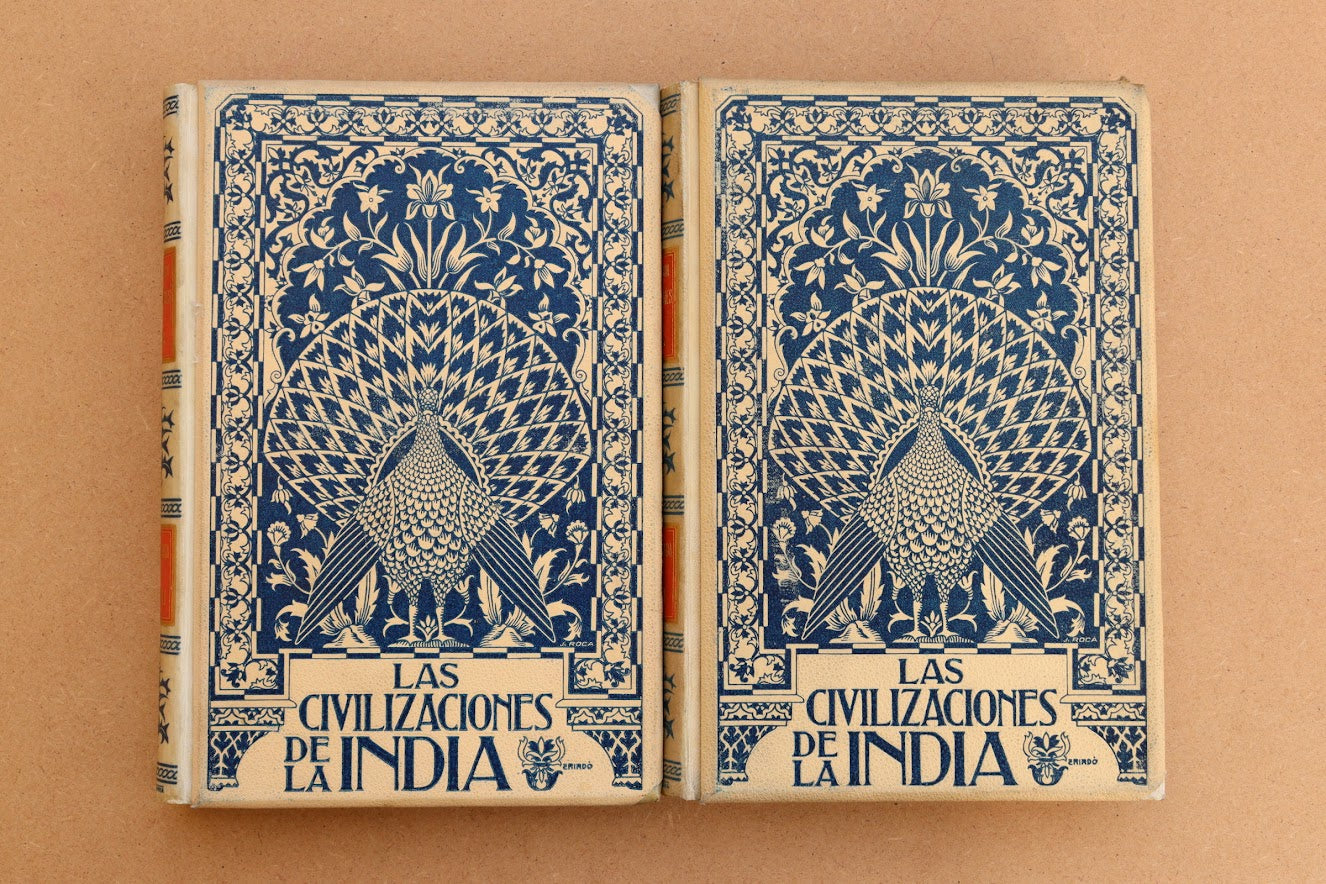 J. ROCA
LAS
CIVILIZACIONES
DE
LA INDIA
J. ROCA
LAS
CIVILIZACIONES
DE
LA INDIA